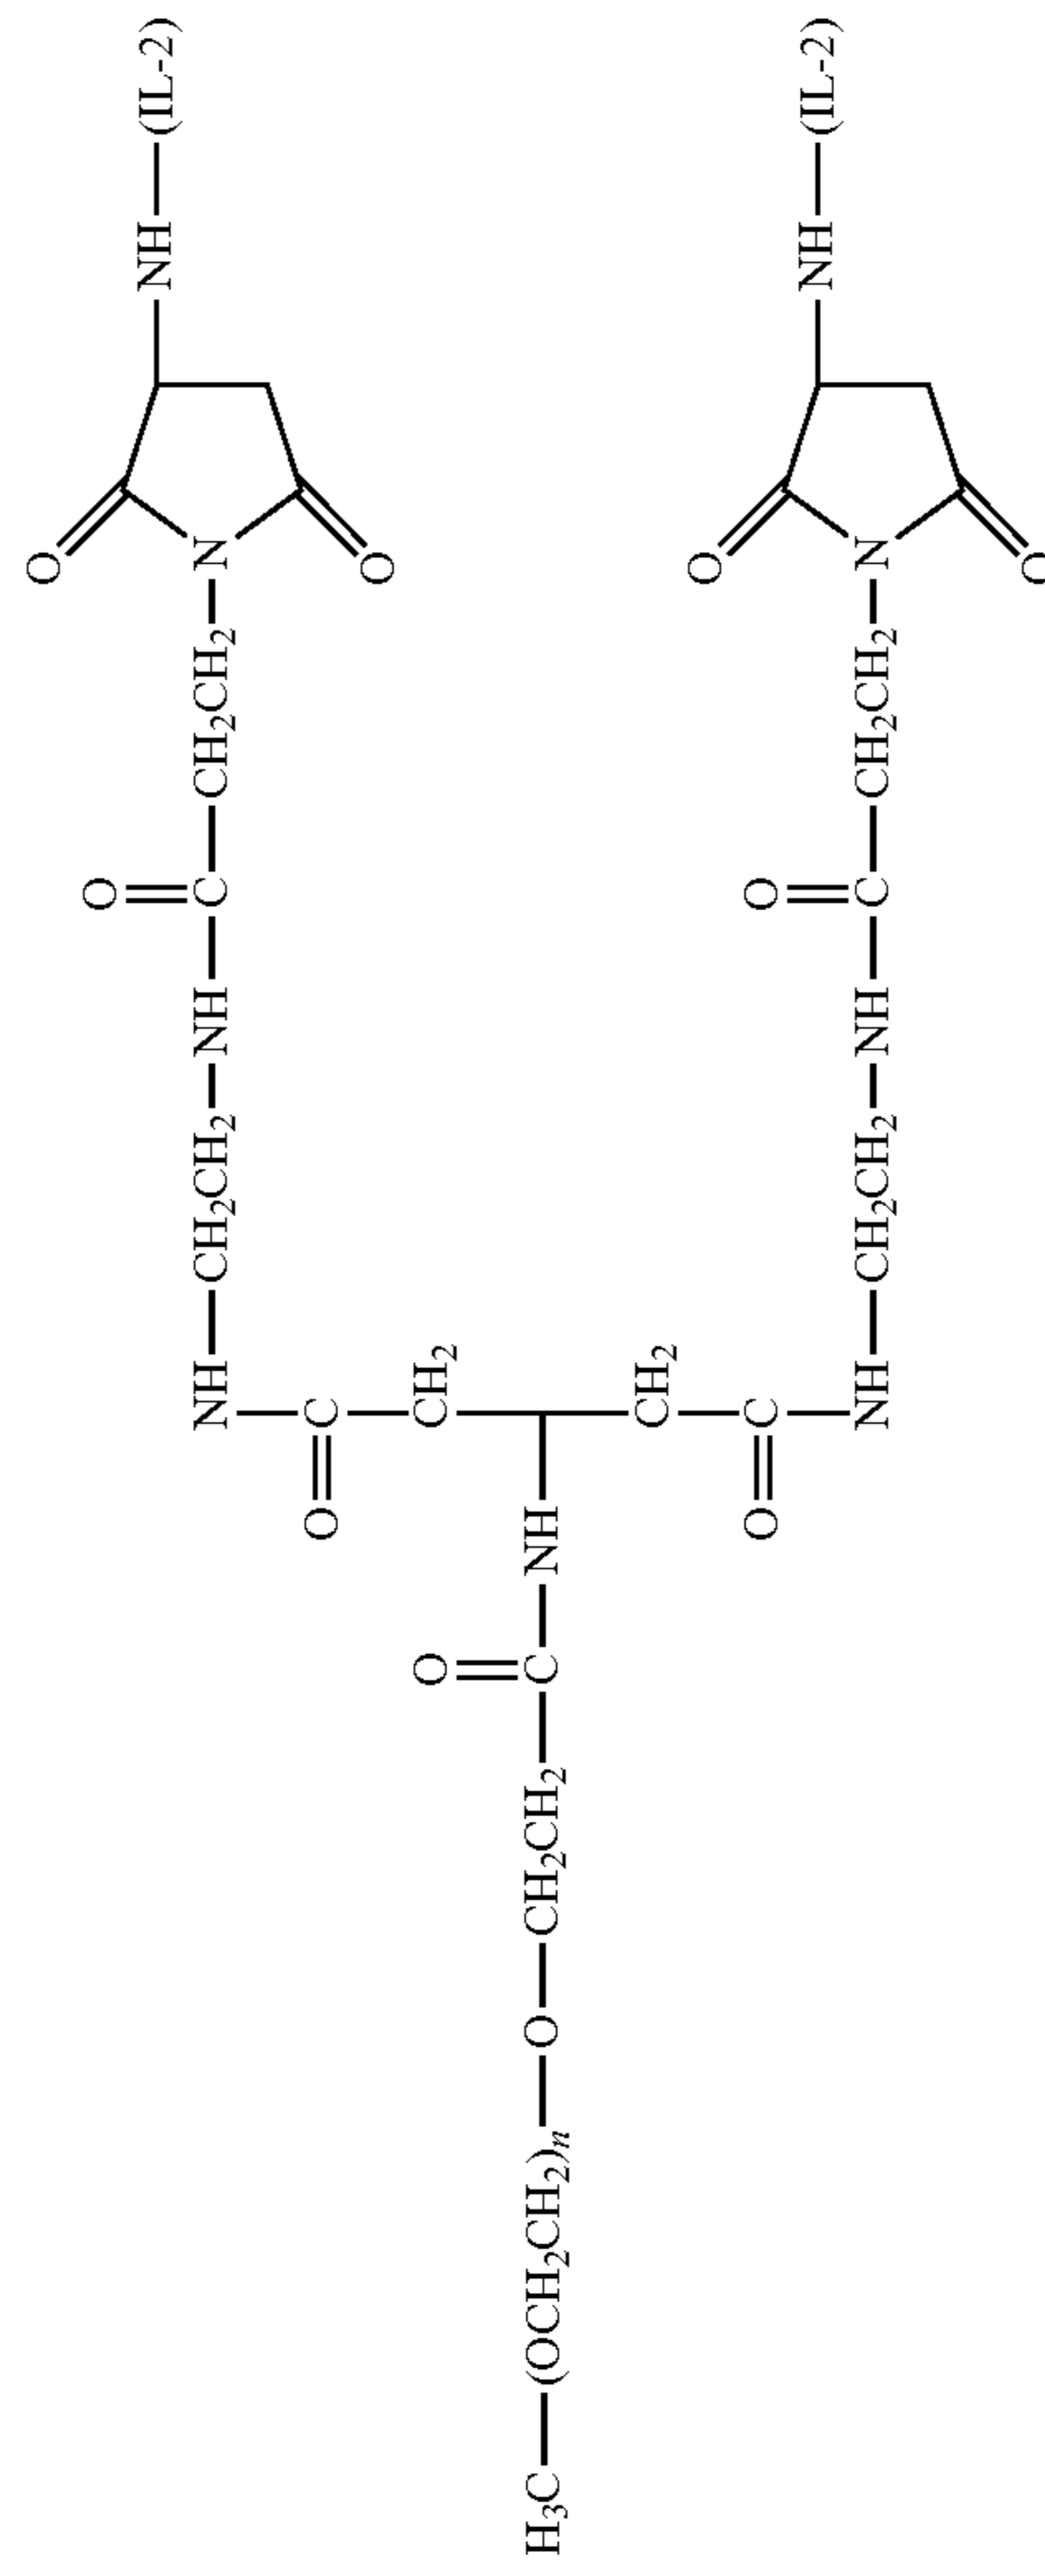 O
O
NH—(IL-2)
NH—CH₂CH₂—NH—C—CH₂CH₂—N
O=C
O
O CH₂
H₃C—(OCH₂CH₂)ₙ—O—CH₂CH₂—C—NH
CH₂
O
O=C O
NH—(IL-2)
NH—CH₂CH₂—NH—C—CH₂CH₂—N
O